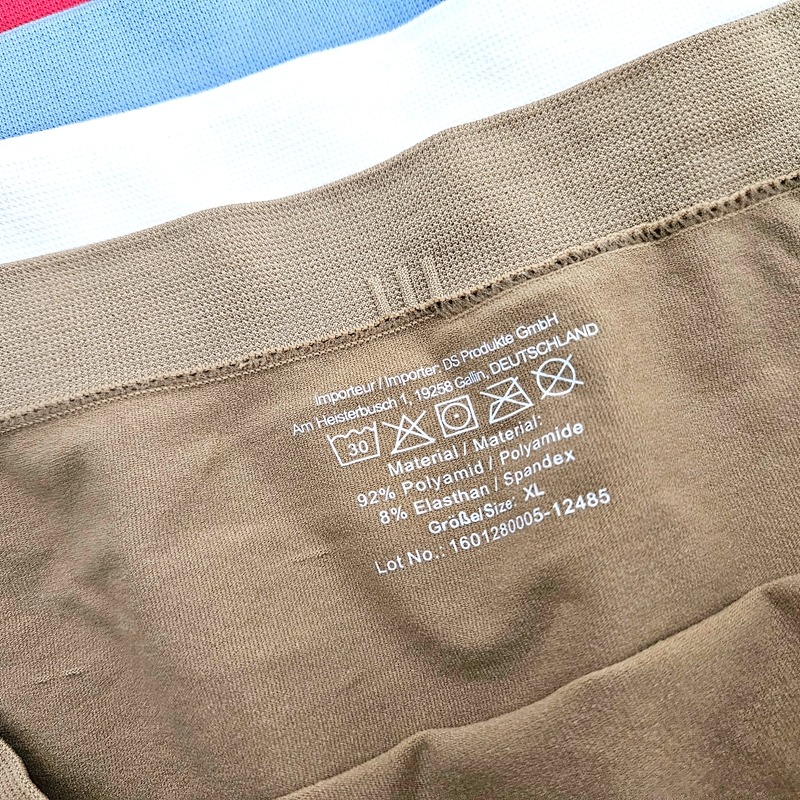 Importeur / Importer: DS Produkte GmbH
Am Heisterbusch 1, 19258 Gallin, DEUTSCHLAND
30
Material / Material:
92% Polyamid / Polyamide
8% Elasthan / Spandex
Größe/Size: XL
Lot No.: 1601280005-12485